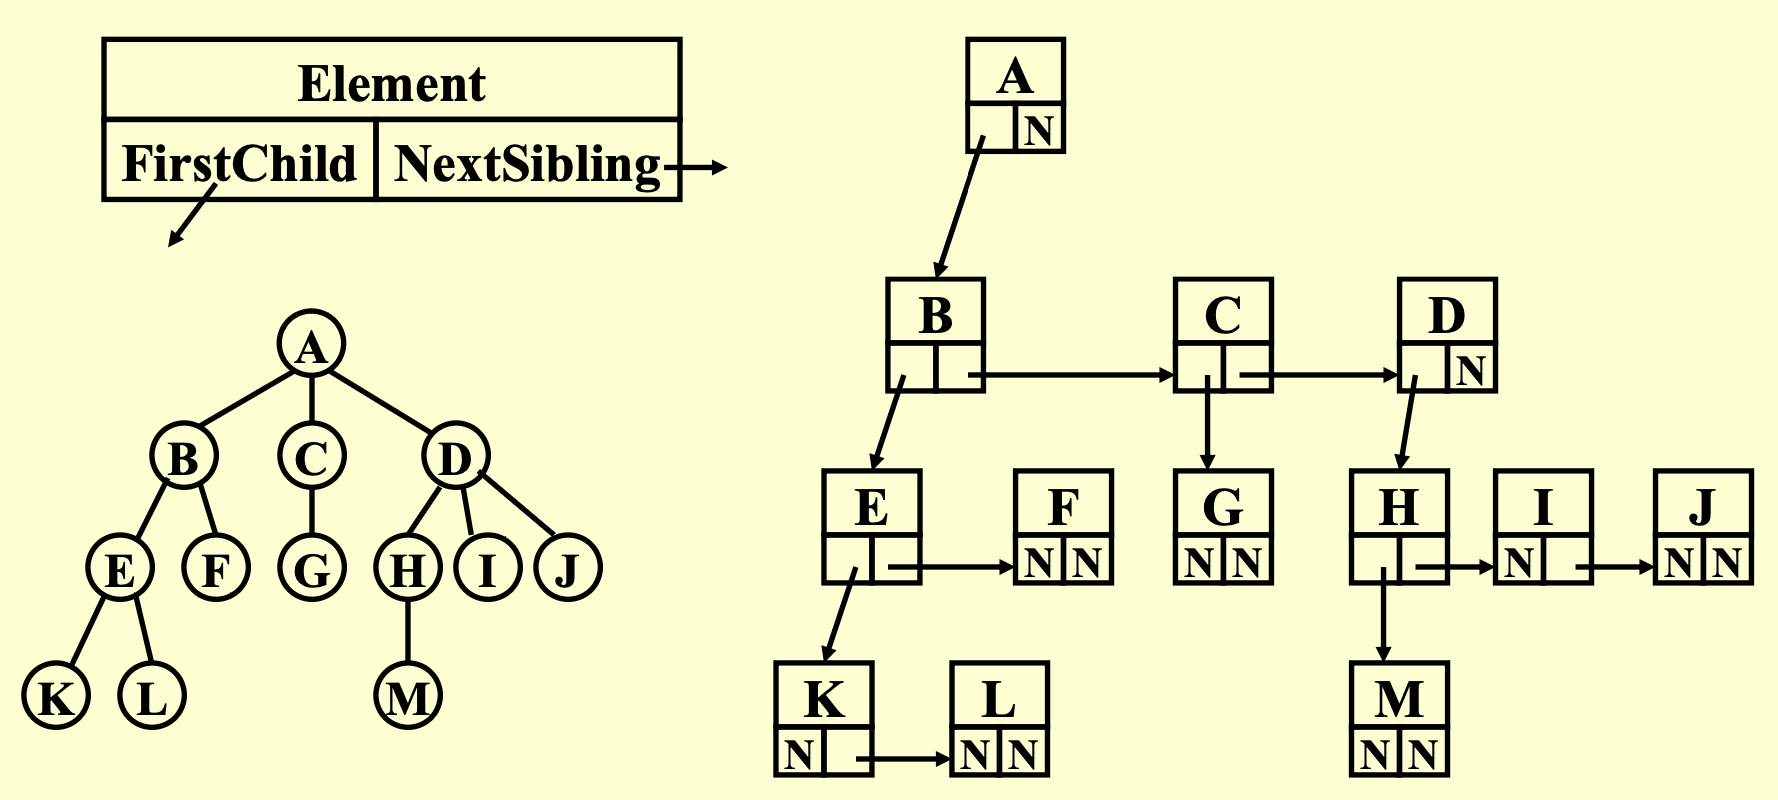 Element
FirstChild NextSibling
A
B C D
E F G H I J
K L M
A
N
B C D
N
E F G H I J
N N N N N N N
K L M
N N N N N